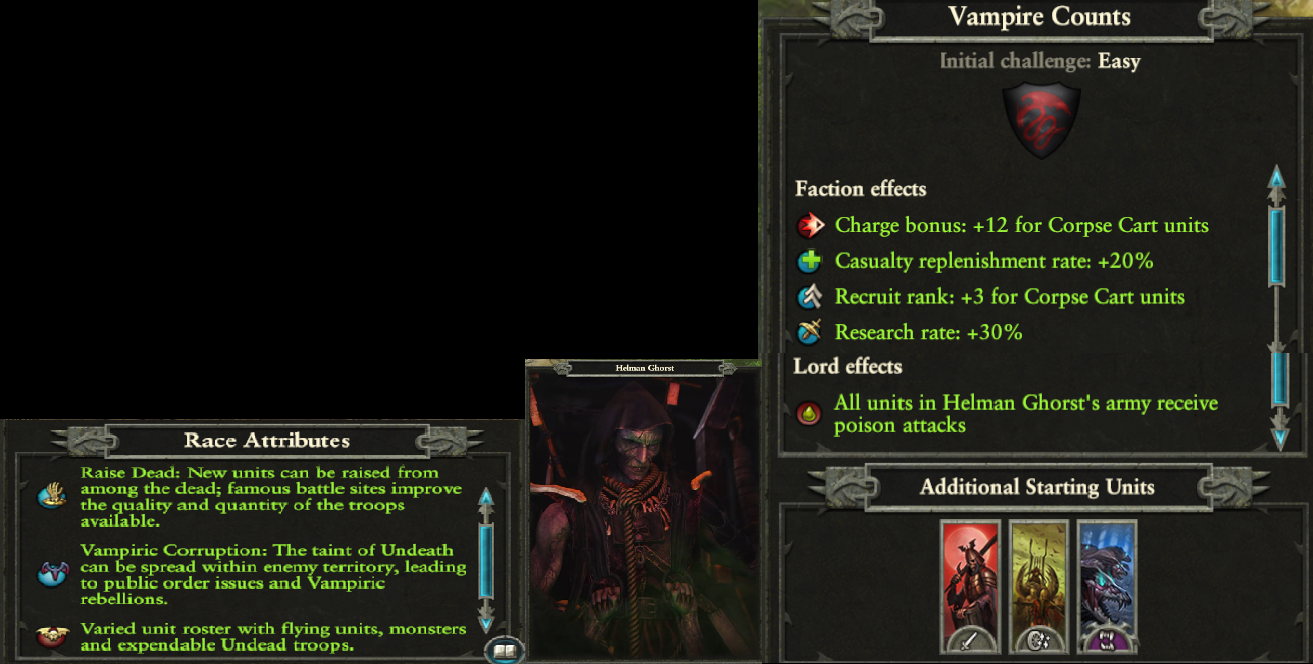 Vampire Counts
Initial challenge: Easy
Faction effects
Charge bonus: +12 for Corpse Cart units
Casualty replenishment rate: +20%
Recruit rank: +3 for Corpse Cart units
Research rate: +30%
Lord effects
All units in Helman Ghorst's army receive
poison attacks
Additional Starting Units
Helman Ghorst
Race Attributes
Raise Dead: New units can be raised from
among the dead; famous battle sites improve
the quality and quantity of the troops
available.
Vampiric Corruption: The taint of Undeath
can be spread within enemy territory, leading
to public order issues and Vampiric
rebellions.
Varied unit roster with flying units, monsters
and expendable Undead troops.